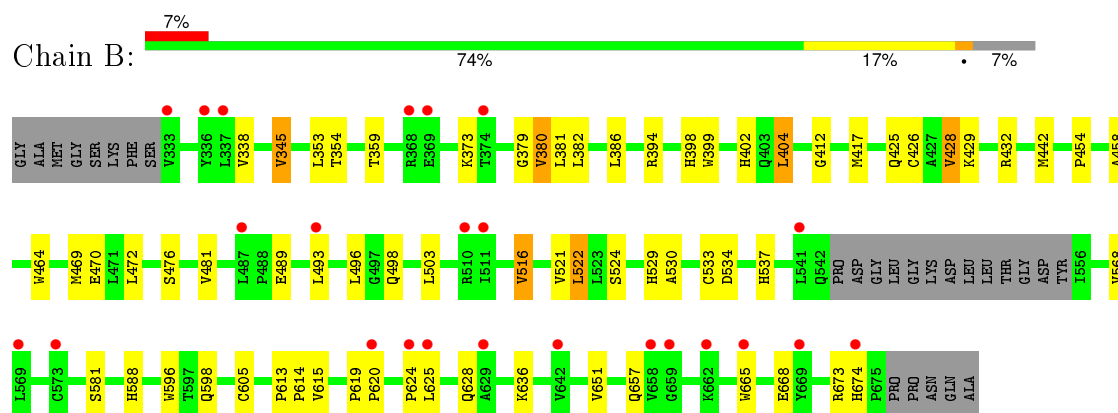 7%
Chain B:
74% 17% • 7%
GLY ALA MET GLY SER LYS PHE SER V333 Y336 L337 V338 V345 L353 T354 T359 R368 E369 K373 T374 G379 V380 L381 L382 L386 R394 H398 W399 H402 Q403 L404 G412 M417 Q425 C426 A427 V428 K429 R432 M442 P454 A458
W464 M469 E470 L471 L472 S476 V481 L487 P488 E489 L493 L496 G497 Q498 L503 R510 I511 V516 V521 L522 L523 S524 H529 A530 C533 D534 H537 L541 Q542 PRO ASP GLY LEU GLY GLY LYS ASP LEU LEU THR GLY ASP TYR I556 V568
L569 C573 S581 H588 W596 T597 Q598 C605 P613 P614 V615 P619 P620 P624 L625 Q628 A629 K636 V642 V651 Q657 V658 G659 K662 W665 E668 Y669 R673 H674 P675 PRO PRO ASN GLN ALA